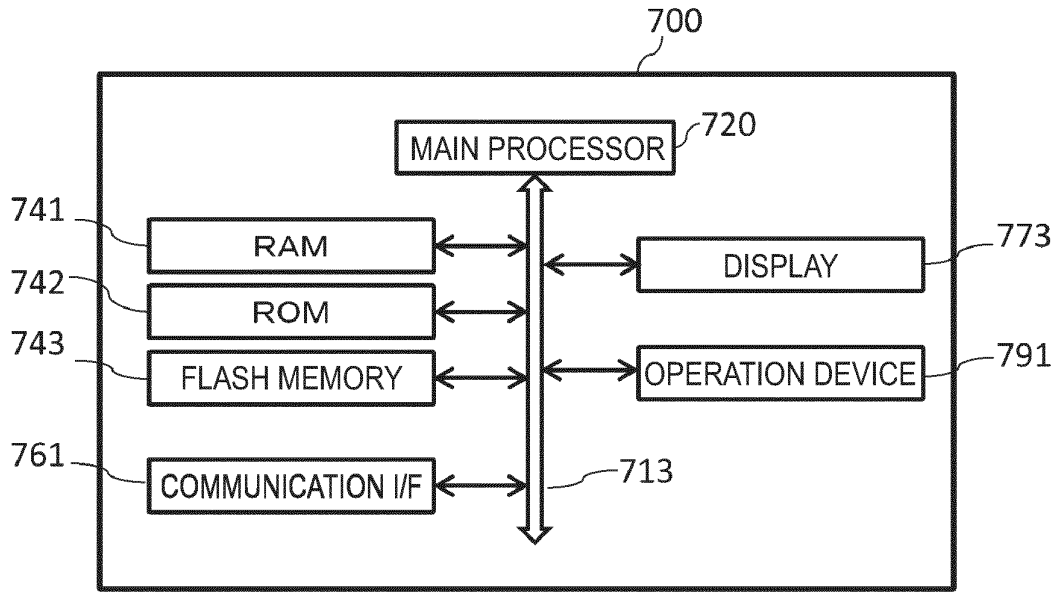 700
MAIN PROCESSOR
720
741
RAM
773
DISPLAY
742
ROM
743
FLASH MEMORY
791
OPERATION DEVICE
761
COMMUNICATION I/F
713